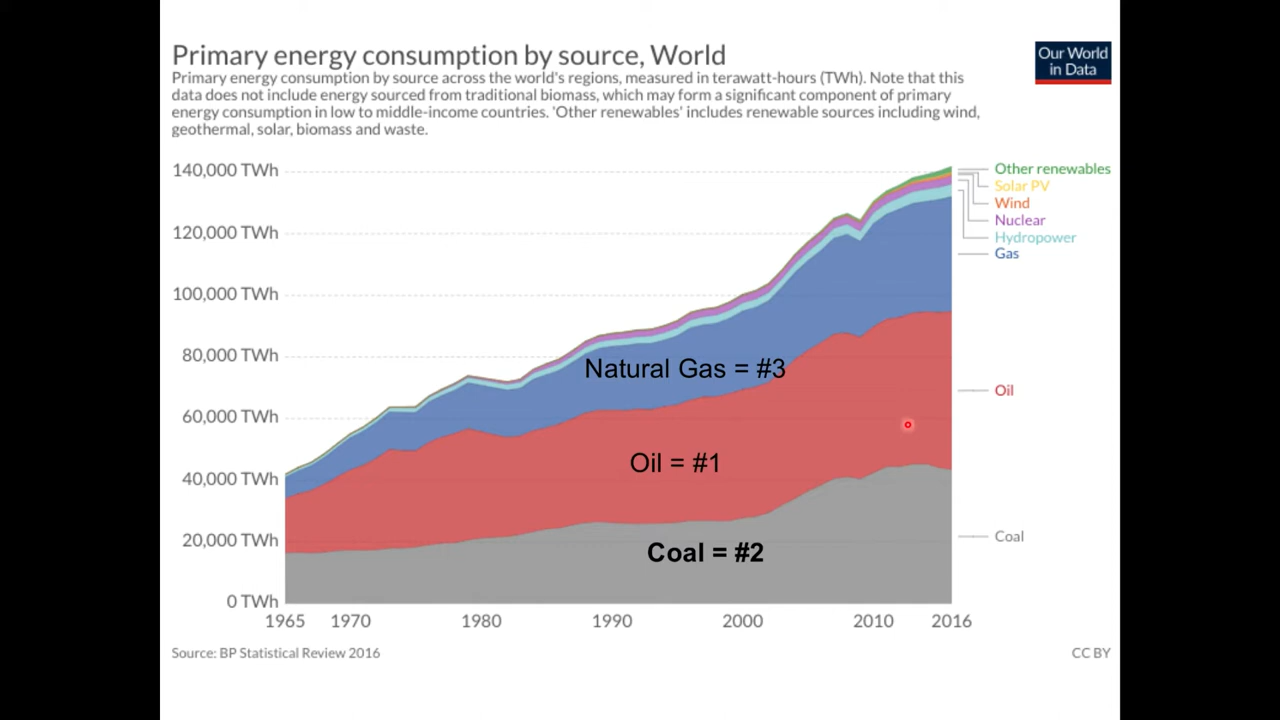 Primary energy consumption by source, World
Our World
in Data
Primary energy consumption by source across the world's regions, measured in terawatt-hours (TWh). Note that this
data does not include energy sourced from traditional biomass, which may form a significant component of primary
energy consumption in low to middle-income countries. 'Other renewables' includes renewable sources including wind,
geothermal, solar, biomass and waste.
140,000 TWh
120,000 TWh
100,000 TWh
80,000 TWh
60,000 TWh
40,000 TWh
20,000 TWh
0 TWh
Other renewables
Solar PV
Wind
Nuclear
Hydropower
Gas
Natural Gas = #3
Oil
Oil = #1
Coal
Coal = #2
1965 1970 1980 1990 2000 2010 2016
Source: BP Statistical Review 2016
CC BY